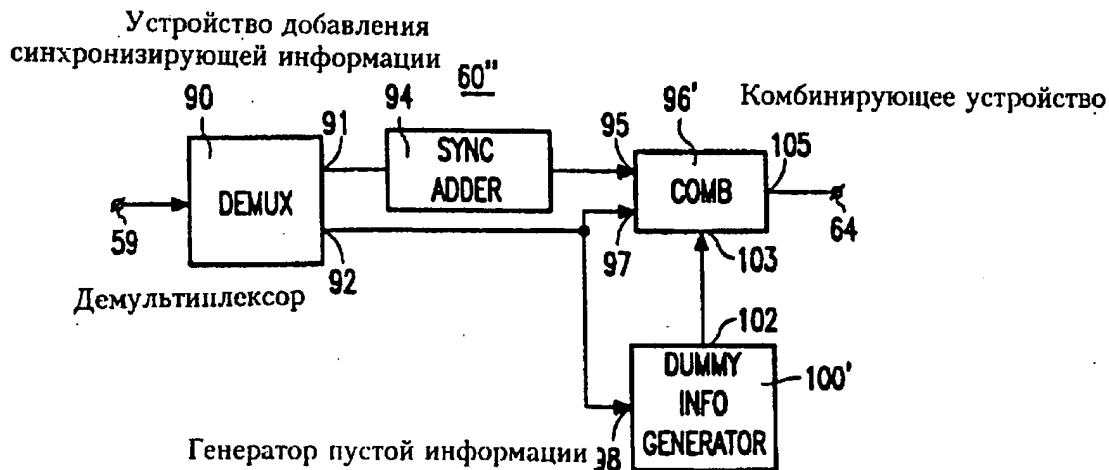 Устройство добавления
синхронизирующей информации
60"
90
91
94
SYNC
ADDER
95
96'
Комбинирующее устройство
105
DEMUX
COMB
59
92
97
103
64
Демультиплексор
102
DUMMY
INFO
GENERATOR
100'
Генератор пустой информации
98